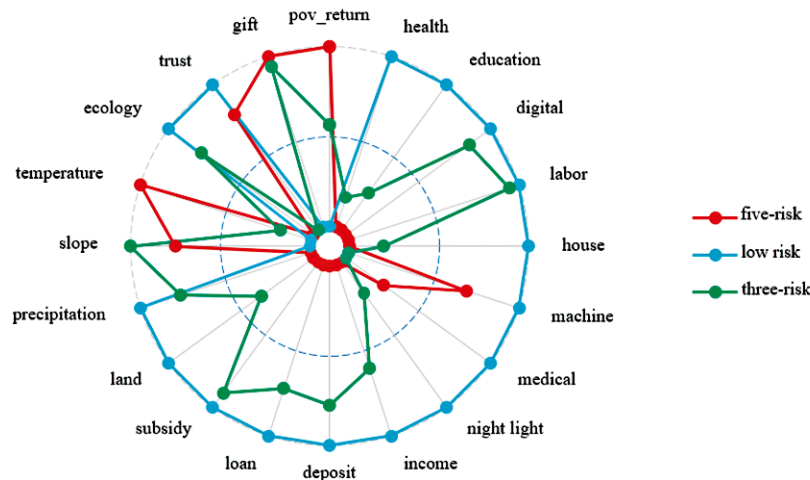 pov_return
health
education
digital
labor
house
machine
medical
night light
income
deposit
loan
subsidy
land
precipitation
slope
temperature
ecology
trust
gift
five-risk
low risk
three-risk